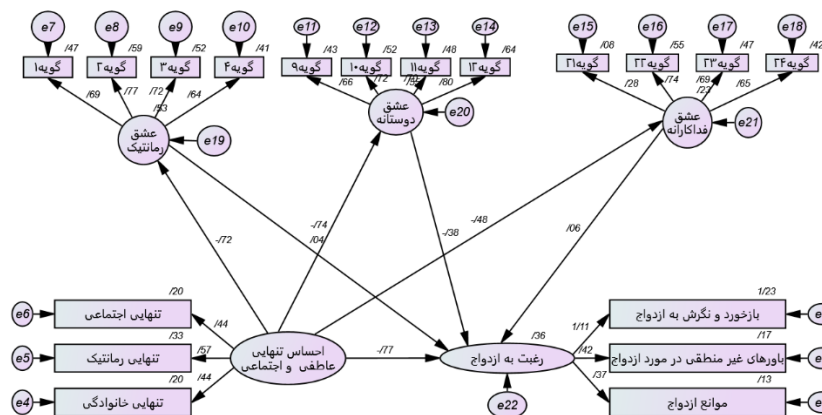 e7 e8 e9 e10 e11 e12 e13 e14 e15 e16 e17 e18
/47 /59 /52 /41 /43 /52 /48 /64 /08 /55 /47 /42
گویه۱ گویه۲ گویه۳ گویه۴ گویه۹ گویه۱۰ گویه۱۱ گویه۱۲ گویه۲۱ گویه۲۲ گویه۲۳ گویه۲۴
/69 /77 /72 /64 /66 /72 /80 /28 /74 /69 /65
/53 /23
عشق
رمانتیک
e19
عشق
دوستانه
e20
عشق
فداکارانه
e21
-/72 -/74 /04 -/38 -/48 /06
e6 /20 تنهایی اجتماعی
/44
e5 /33 تنهایی رمانتیک
/57
e4 /20 تنهایی خانوادگی
/44
احساس تنهایی
عاطفی و اجتماعی
-/77
/36
رغبت به ازدواج
e22
1/11 1/23
بازخورد و نگرش به ازدواج
/42 /17
باورهای غیر منطقی در مورد ازدواج
/37 /13
موانع ازدواج